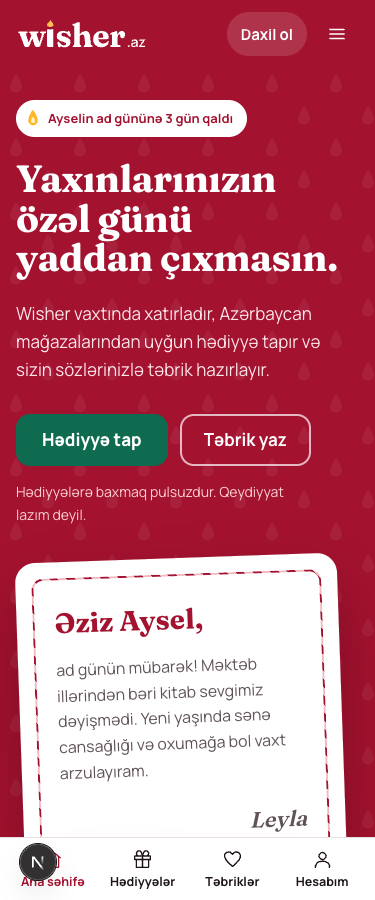 wisher.az
Daxil ol
Ayselin ad gününə 3 gün qaldı
Yaxınlarınızın
özəl günü
yaddan çıxmasın.
Wisher vaxtında xatırladır, Azərbaycan
mağazalarından uyğun hədiyyə tapır və
sizin sözlərinizlə təbrik hazırlayır.
Hədiyyə tap
Təbrik yaz
Hədiyyələrə baxmaq pulsuzdur. Qeydiyyat
lazım deyil.
Əziz Aysel,
ad günün mübarək! Məktəb
illərindən bəri kitab sevgimiz
dəyişmədi. Yeni yaşında sənə
cansağlığı və oxumağa bol vaxt
arzulayıram.
Leyla
N
Ana səhifə
Hədiyyələr
Təbriklər
Hesabım